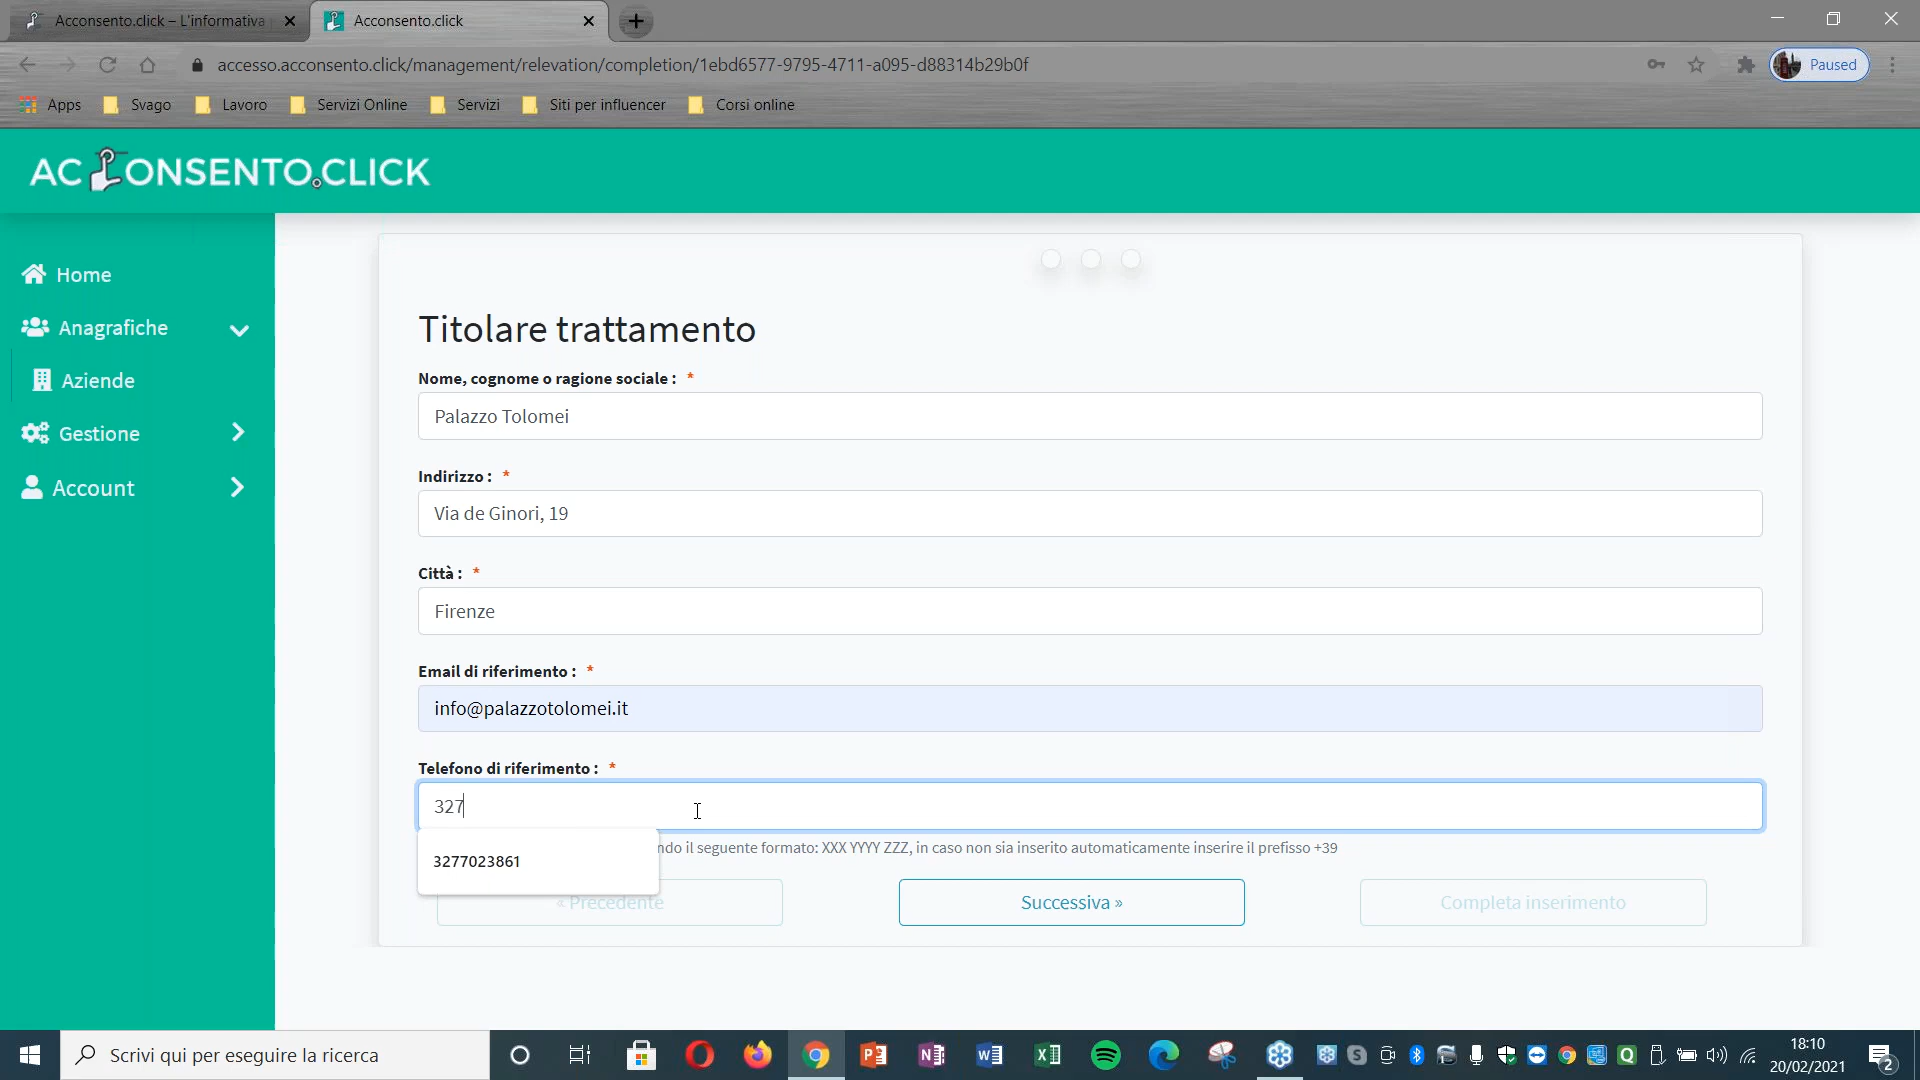 Acconsento.click – L'informativa
Acconsento.click
accesso.acconsento.click/management/relevation/completion/1ebd6577-9795-4711-a095-d88314b29b0f
Paused
Apps
Svago
Lavoro
Servizi Online
Servizi
Siti per influencer
Corsi online
ACCONSENTO.CLICK
Home
Anagrafiche
Aziende
Gestione
Account
Titolare trattamento
Nome, cognome o ragione sociale : *
Palazzo Tolomei
Indirizzo : *
Via de Ginori, 19
Città : *
Firenze
Email di riferimento : *
info@palazzotolomei.it
Telefono di riferimento : *
327
3277023861
ndo il seguente formato: XXX YYYY ZZZ, in caso non sia inserito automaticamente inserire il prefisso +39
« Precedente
Successiva »
Completa inserimento
Scrivi qui per eseguire la ricerca
18:10
20/02/2021
2